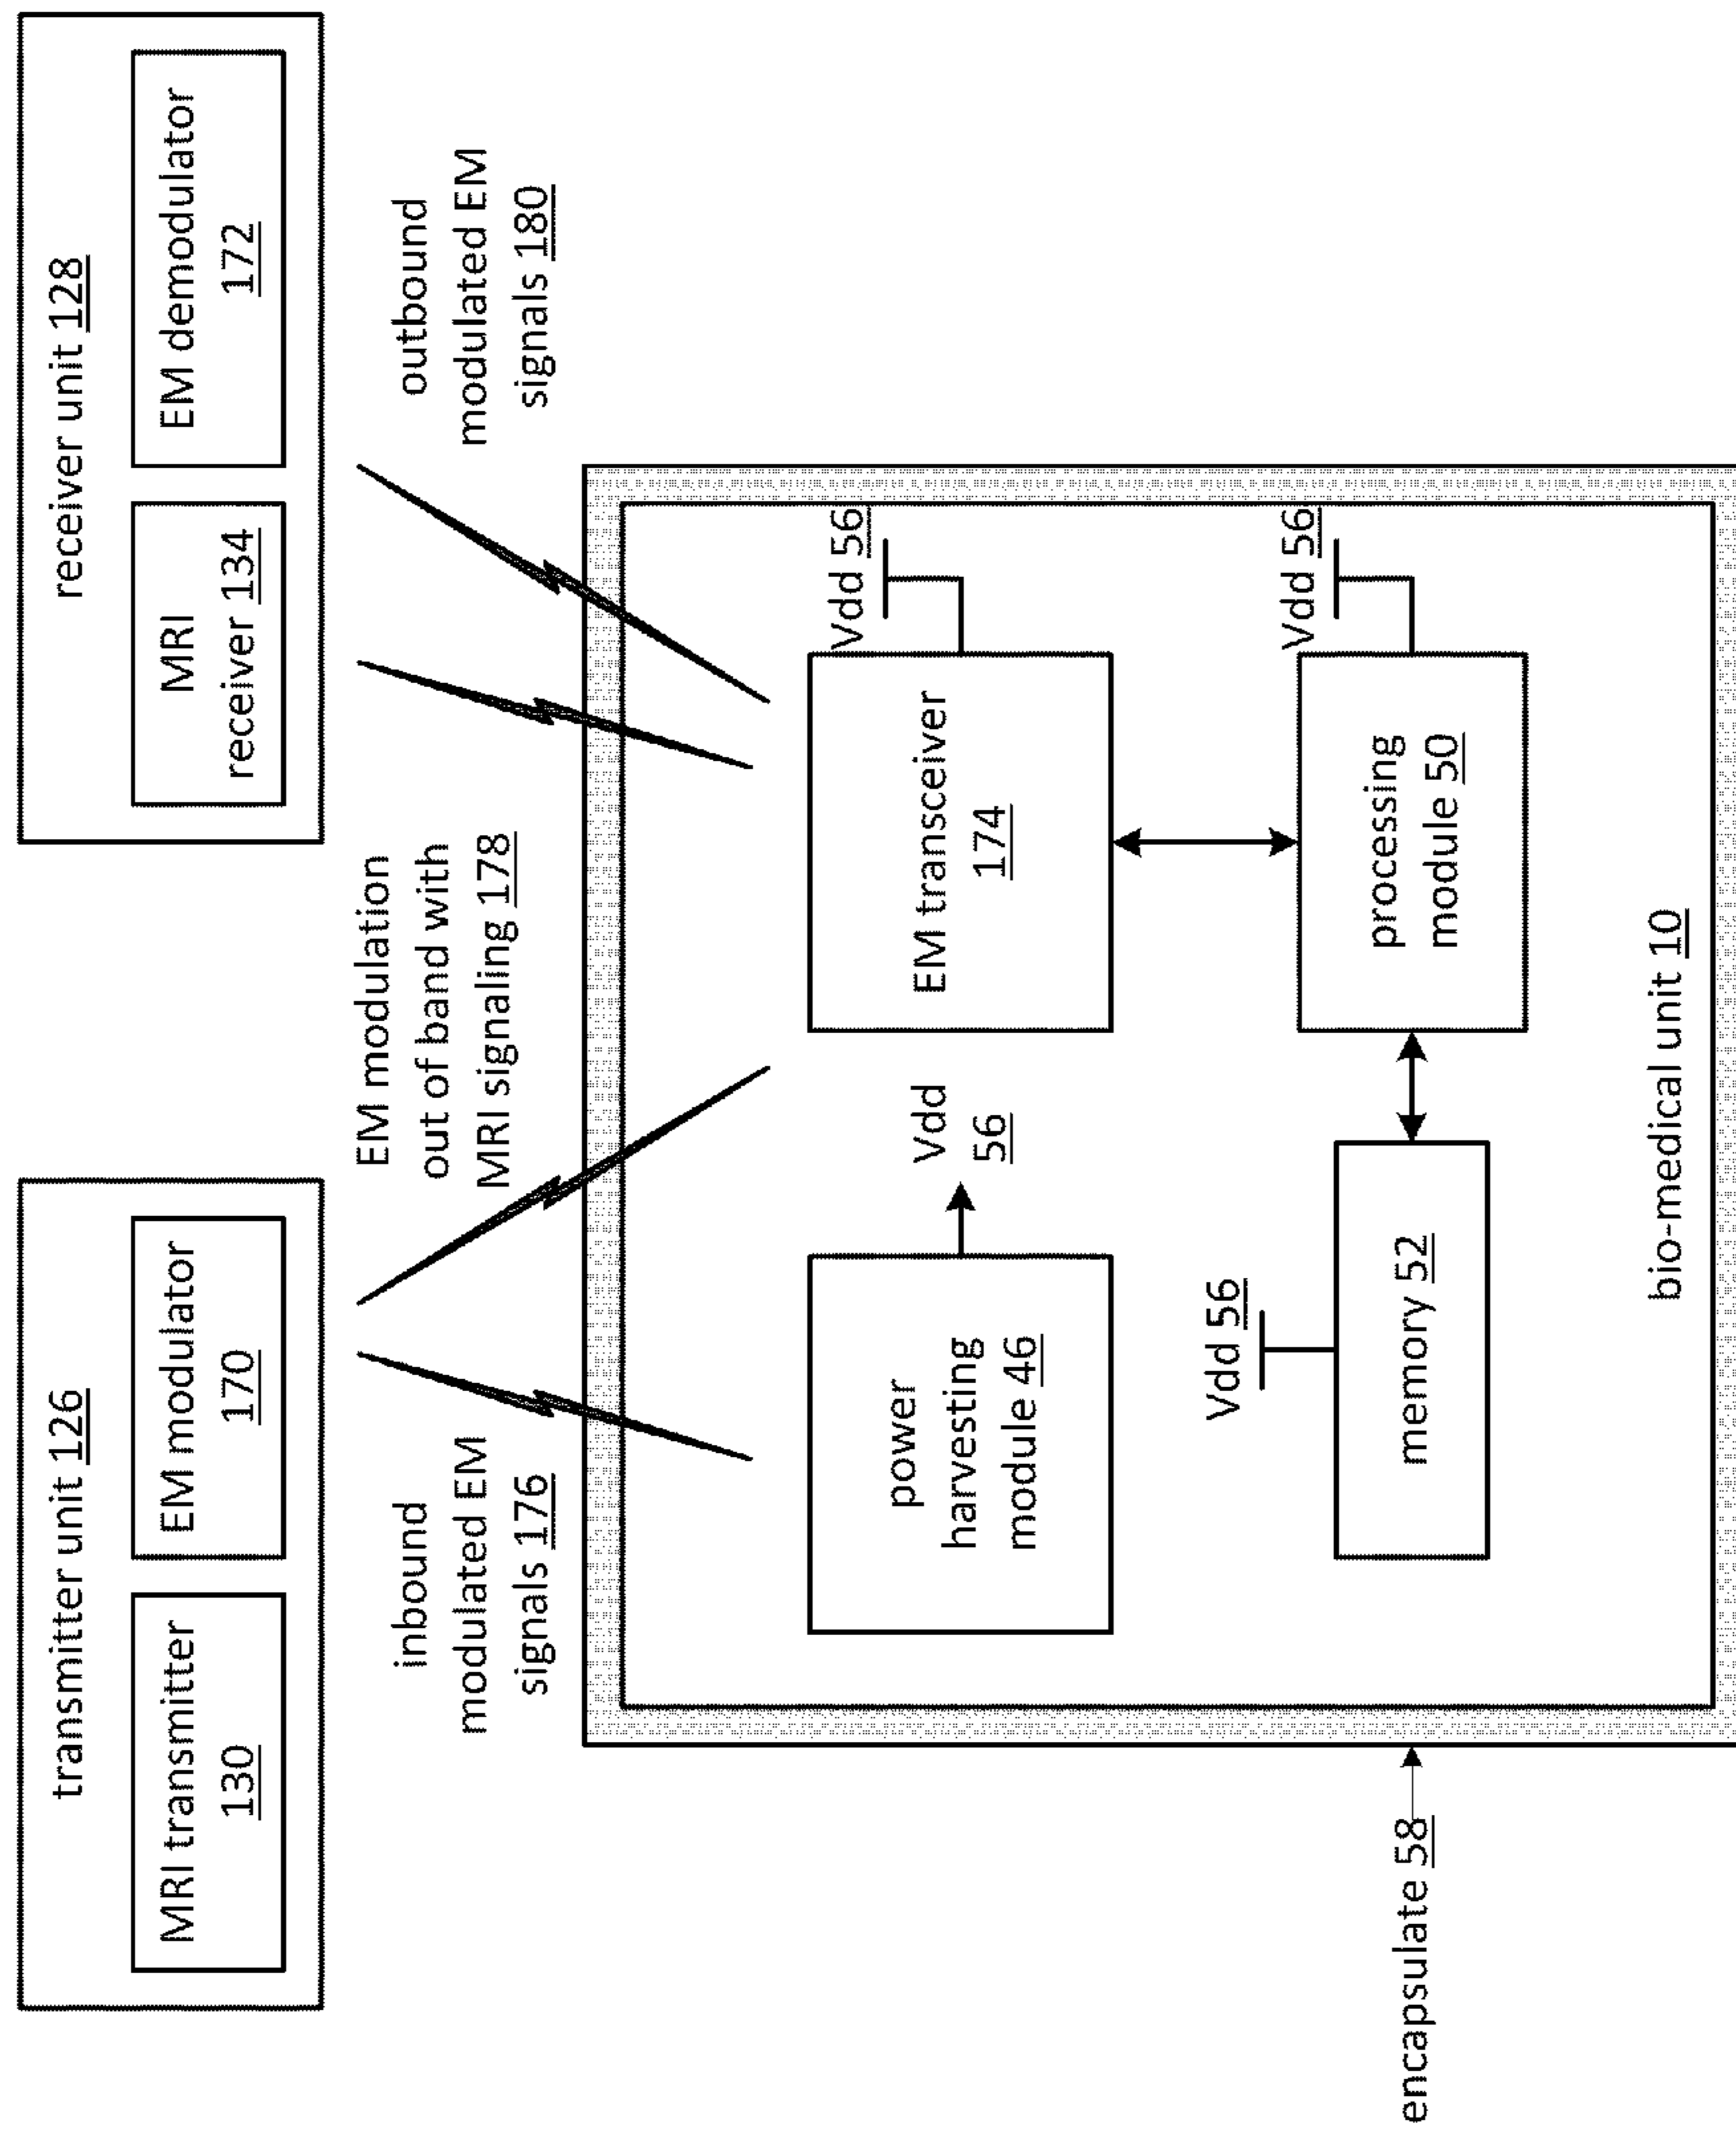 transmitter unit 126
MRI transmitter
130
EM modulator
170
receiver unit 128
MRI
receiver 134
EM demodulator
172
inbound
modulated EM
signals 176
EM modulation
out of band with
MRI signaling 178
outbound
modulated EM
signals 180
power
harvesting
module 46
Vdd
56
EM transceiver
174
Vdd 56
Vdd 56
memory 52
processing
module 50
Vdd 56
bio-medical unit 10
encapsulate 58